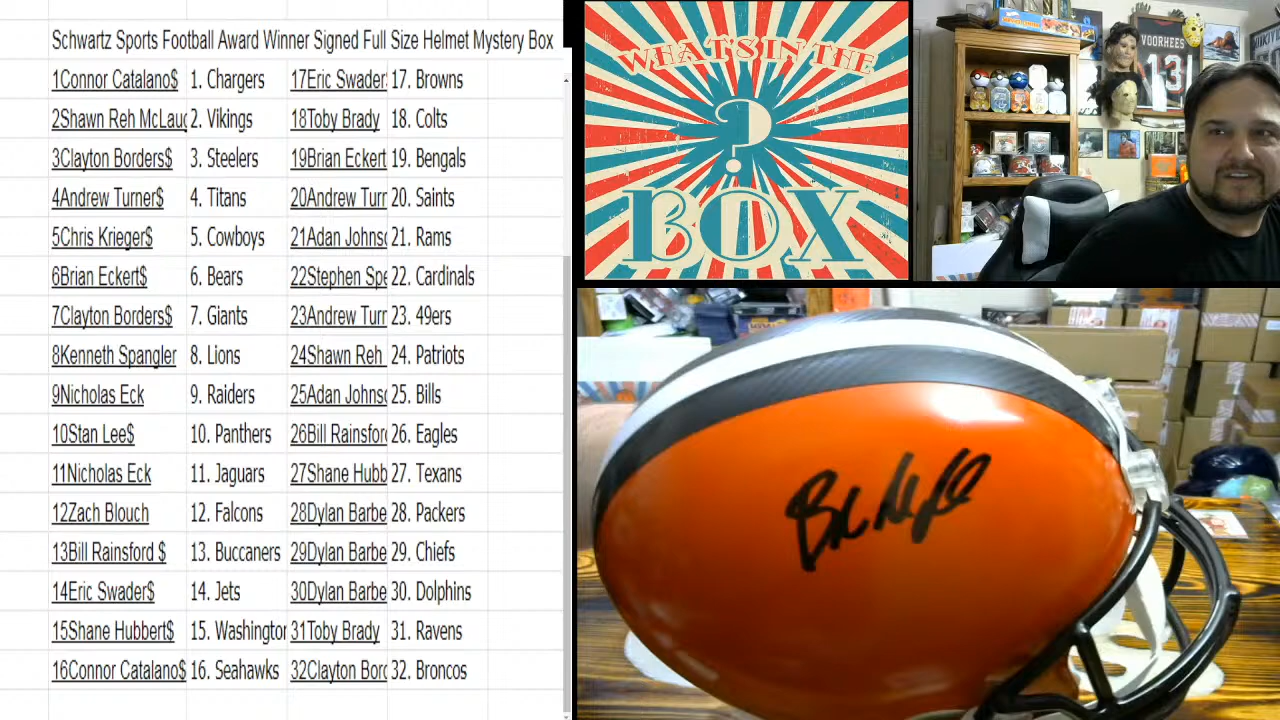 Schwartz Sports Football Award Winner Signed Full Size Helmet Mystery Box
1Connor Catalano$ 1. Chargers 17Eric Swader 17. Browns
2Shawn Reh McLaug 2. Vikings 18Toby Brady 18. Colts
3Clayton Borders$ 3. Steelers 19Brian Eckert 19. Bengals
4Andrew Turner$ 4. Titans 20Andrew Turr 20. Saints
5Chris Krieger$ 5. Cowboys 21Adan Johnsc 21. Rams
6Brian Eckert$ 6. Bears 22Stephen Spe 22. Cardinals
7Clayton Borders$ 7. Giants 23Andrew Turr 23. 49ers
8Kenneth Spangler 8. Lions 24Shawn Reh 24. Patriots
9Nicholas Eck 9. Raiders 25Adan Johnsc 25. Bills
10Stan Lee$ 10. Panthers 26Bill Rainsford 26. Eagles
11Nicholas Eck 11. Jaguars 27Shane Hubb 27. Texans
12Zach Blouch 12. Falcons 28Dylan Barbe 28. Packers
13Bill Rainsford $ 13. Buccaners 29Dylan Barbe 29. Chiefs
14Eric Swader$ 14. Jets 30Dylan Barbe 30. Dolphins
15Shane Hubbert$ 15. Washington 31Toby Brady 31. Ravens
16Connor Catalano$ 16. Seahawks 32Clayton Borc 32. Broncos
WHAT'S IN THE
?
BOX
VOORHEES
13